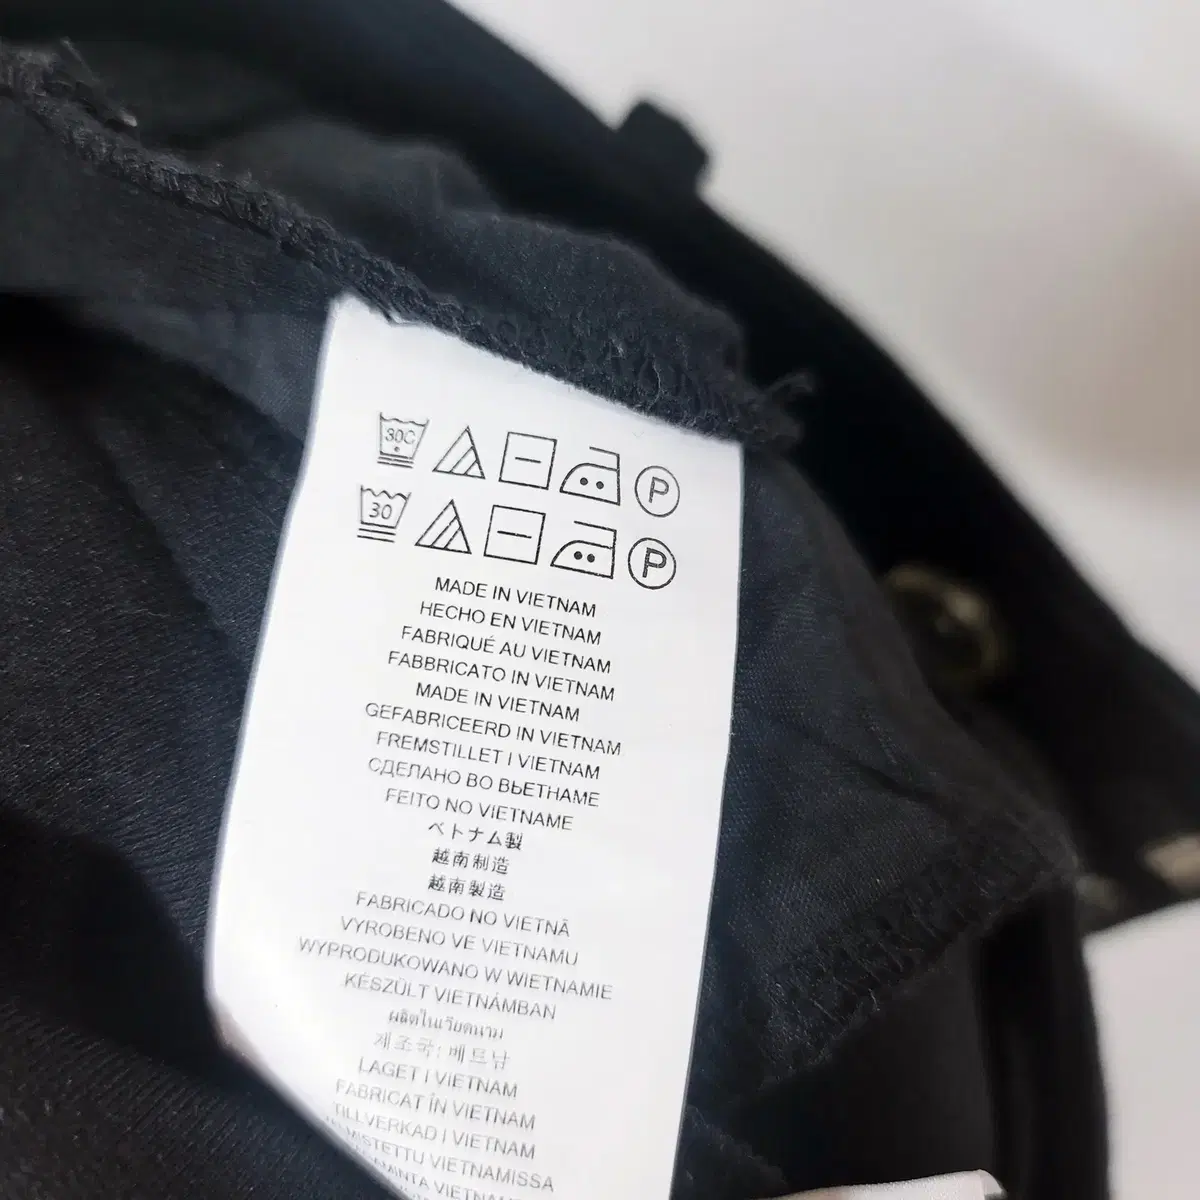 30C P
30 P
MADE IN VIETNAM
HECHO EN VIETNAM
FABRIQUÉ AU VIETNAM
FABBRICATO IN VIETNAM
MADE IN VIETNAM
GEFABRICEERD IN VIETNAM
FREMSTILLET I VIETNAM
СДЕЛАНО ВО ВЬЕТНАМЕ
FEITO NO VIETNAME
ベトナム製
越南制造
越南製造
FABRICADO NO VIETNÃ
VYROBENO VE VIETNAMU
WYPRODUKOWANO W WIETNAMIE
KÉSZÜLT VIETNÁMBAN
ผลิตในเวียดนาม
제조국: 베트남
LAGET I VIETNAM
FABRICAT ÎN VIETNAM
TILLVERKAD I VIETNAM
VIETNAMISSA